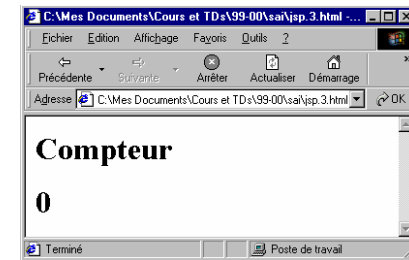 C:\Mes Documents\Cours et TDs\99-00\sai\jsp.3.html -...
Fichier Edition Affichage Favoris Outils ?
Précédente Suivante Arrêter Actualiser Démarrage »
Adresse C:\Mes Documents\Cours et TDs\99-00\sai\jsp.3.html OK
Compteur
0
Terminé Poste de travail